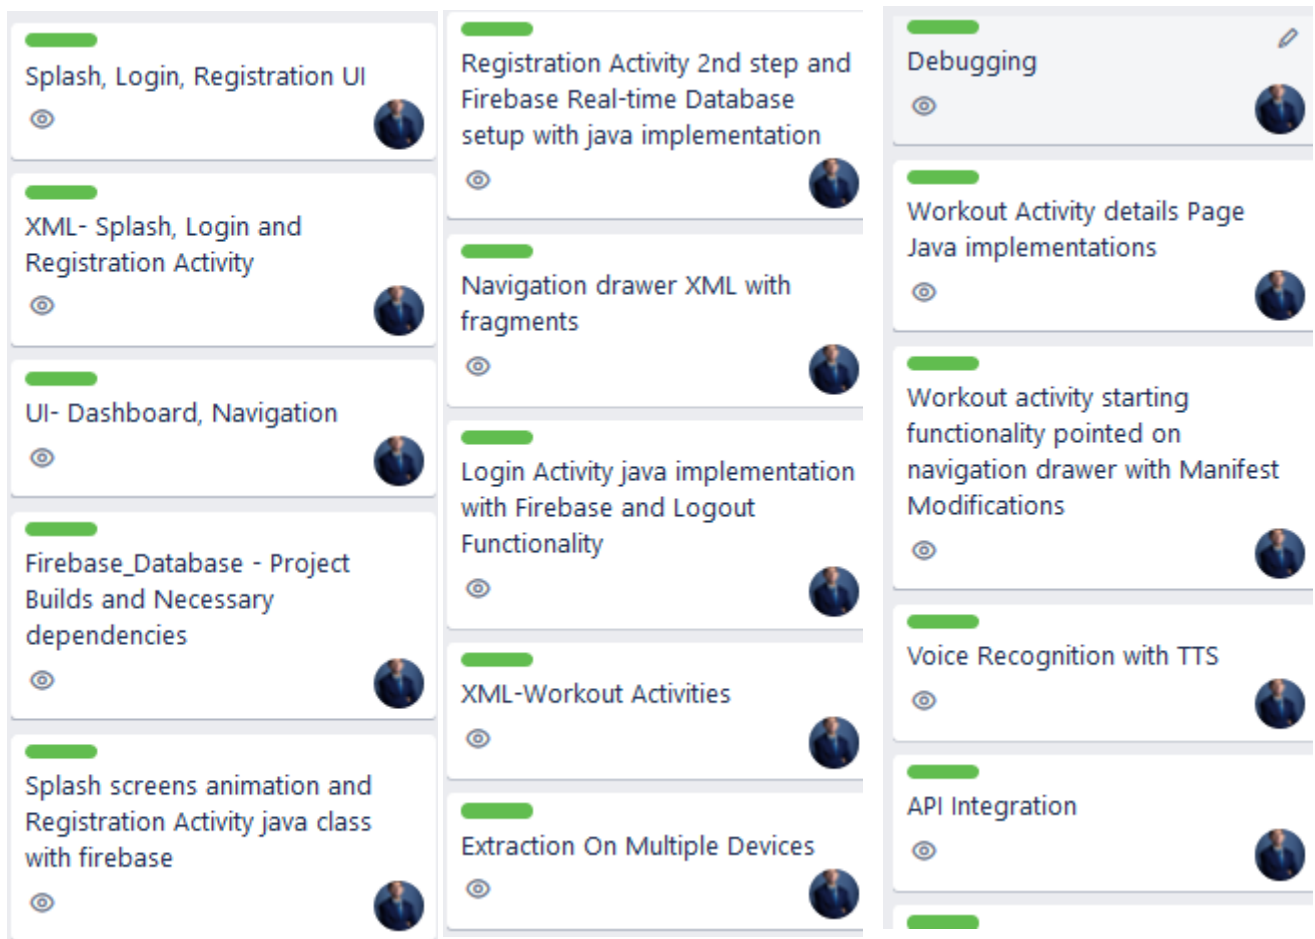 Splash, Login, Registration UI
XML- Splash, Login and
Registration Activity
UI- Dashboard, Navigation
Firebase_Database - Project
Builds and Necessary
dependencies
Splash screens animation and
Registration Activity java class
with firebase
Registration Activity 2nd step and
Firebase Real-time Database
setup with java implementation
Navigation drawer XML with
fragments
Login Activity java implementation
with Firebase and Logout
Functionality
XML-Workout Activities
Extraction On Multiple Devices
Debugging
Workout Activity details Page
Java implementations
Workout activity starting
functionality pointed on
navigation drawer with Manifest
Modifications
Voice Recognition with TTS
API Integration